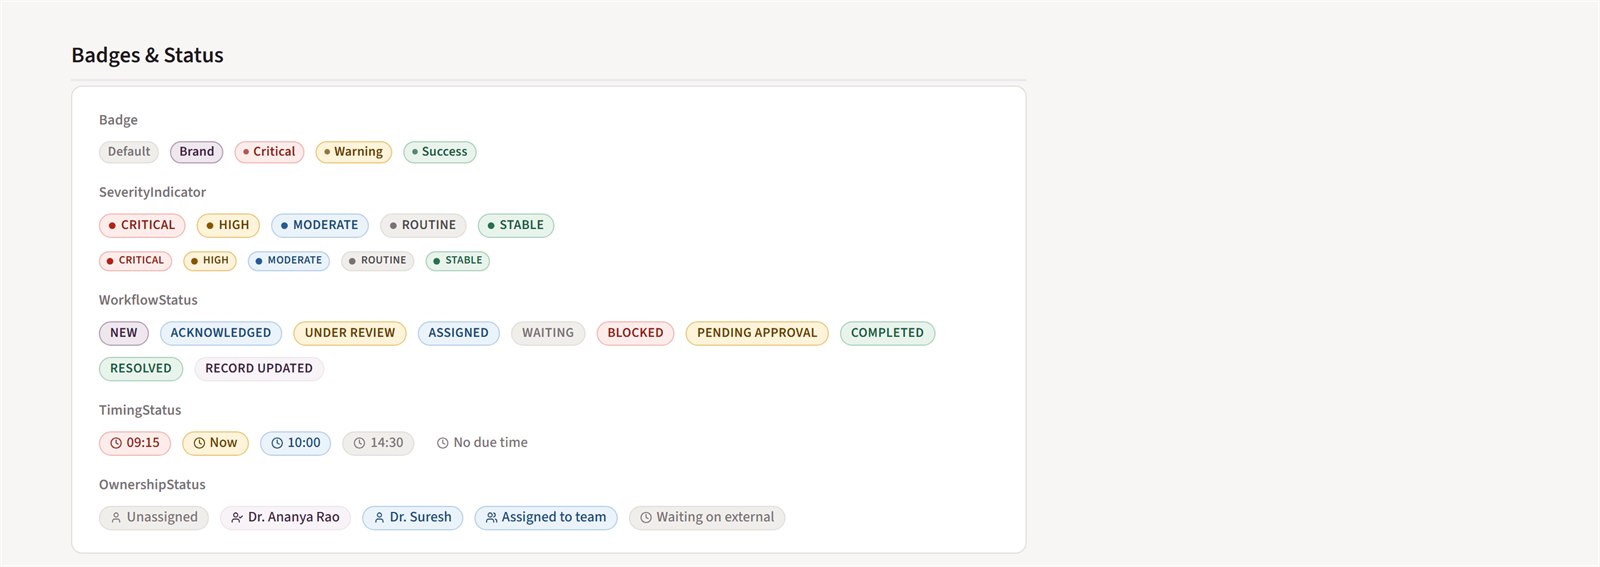 Badges & Status
Badge
Default Brand Critical Warning Success
SeverityIndicator
CRITICAL HIGH MODERATE ROUTINE STABLE
CRITICAL HIGH MODERATE ROUTINE STABLE
WorkflowStatus
NEW ACKNOWLEDGED UNDER REVIEW ASSIGNED WAITING BLOCKED PENDING APPROVAL COMPLETED
RESOLVED RECORD UPDATED
TimingStatus
09:15 Now 10:00 14:30 No due time
OwnershipStatus
Unassigned Dr. Ananya Rao Dr. Suresh Assigned to team Waiting on external